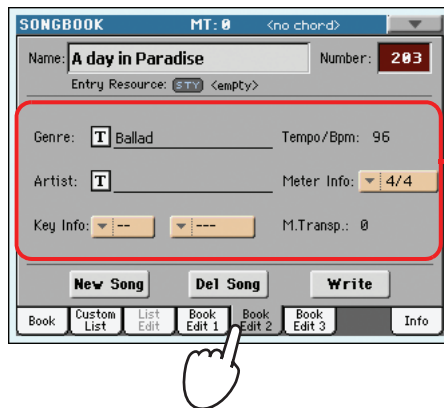 SONGBOOK MT: 0 <no chord>
Name: A day in Paradise Number: 203
Entry Resource: STY <empty>
Genre: T Ballad Tempo/Bpm: 96
Artist: T Meter Info: 4/4
Key Info: -- --- M.Transp.: 0
New Song Del Song Write
Book Custom List List Edit Book Edit 1 Book Edit 2 Book Edit 3 Info